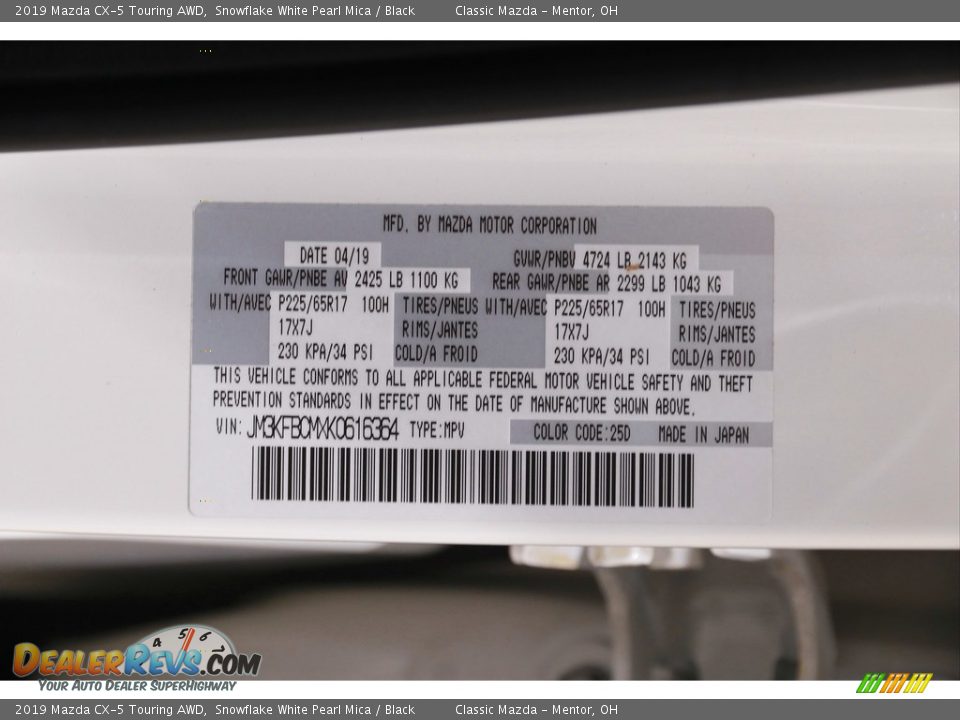 2019 Mazda CX-5 Touring AWD, Snowflake White Pearl Mica / Black Classic Mazda - Mentor, OH
MFD. BY MAZDA MOTOR CORPORATION
DATE 04/19 GVWR/PNBV 4724 LB 2143 KG
FRONT GAWR/PNBE AV 2425 LB 1100 KG REAR GAWR/PNBE AR 2299 LB 1043 KG
WITH/AVEC P225/65R17 100H TIRES/PNEUS WITH/AVEC P225/65R17 100H TIRES/PNEUS
17X7J RIMS/JANTES 17X7J RIMS/JANTES
230 KPA/34 PSI COLD/A FROID 230 KPA/34 PSI COLD/A FROID
THIS VEHICLE CONFORMS TO ALL APPLICABLE FEDERAL MOTOR VEHICLE SAFETY AND THEFT
PREVENTION STANDARDS IN EFFECT ON THE DATE OF MANUFACTURE SHOWN ABOVE.
VIN: JM3KFBCMXK0616364 TYPE:MPV COLOR CODE:25D MADE IN JAPAN
4 5 6
DEALERREVS.COM
YOUR AUTO DEALER SUPERHIGHWAY
2019 Mazda CX-5 Touring AWD, Snowflake White Pearl Mica / Black Classic Mazda - Mentor, OH